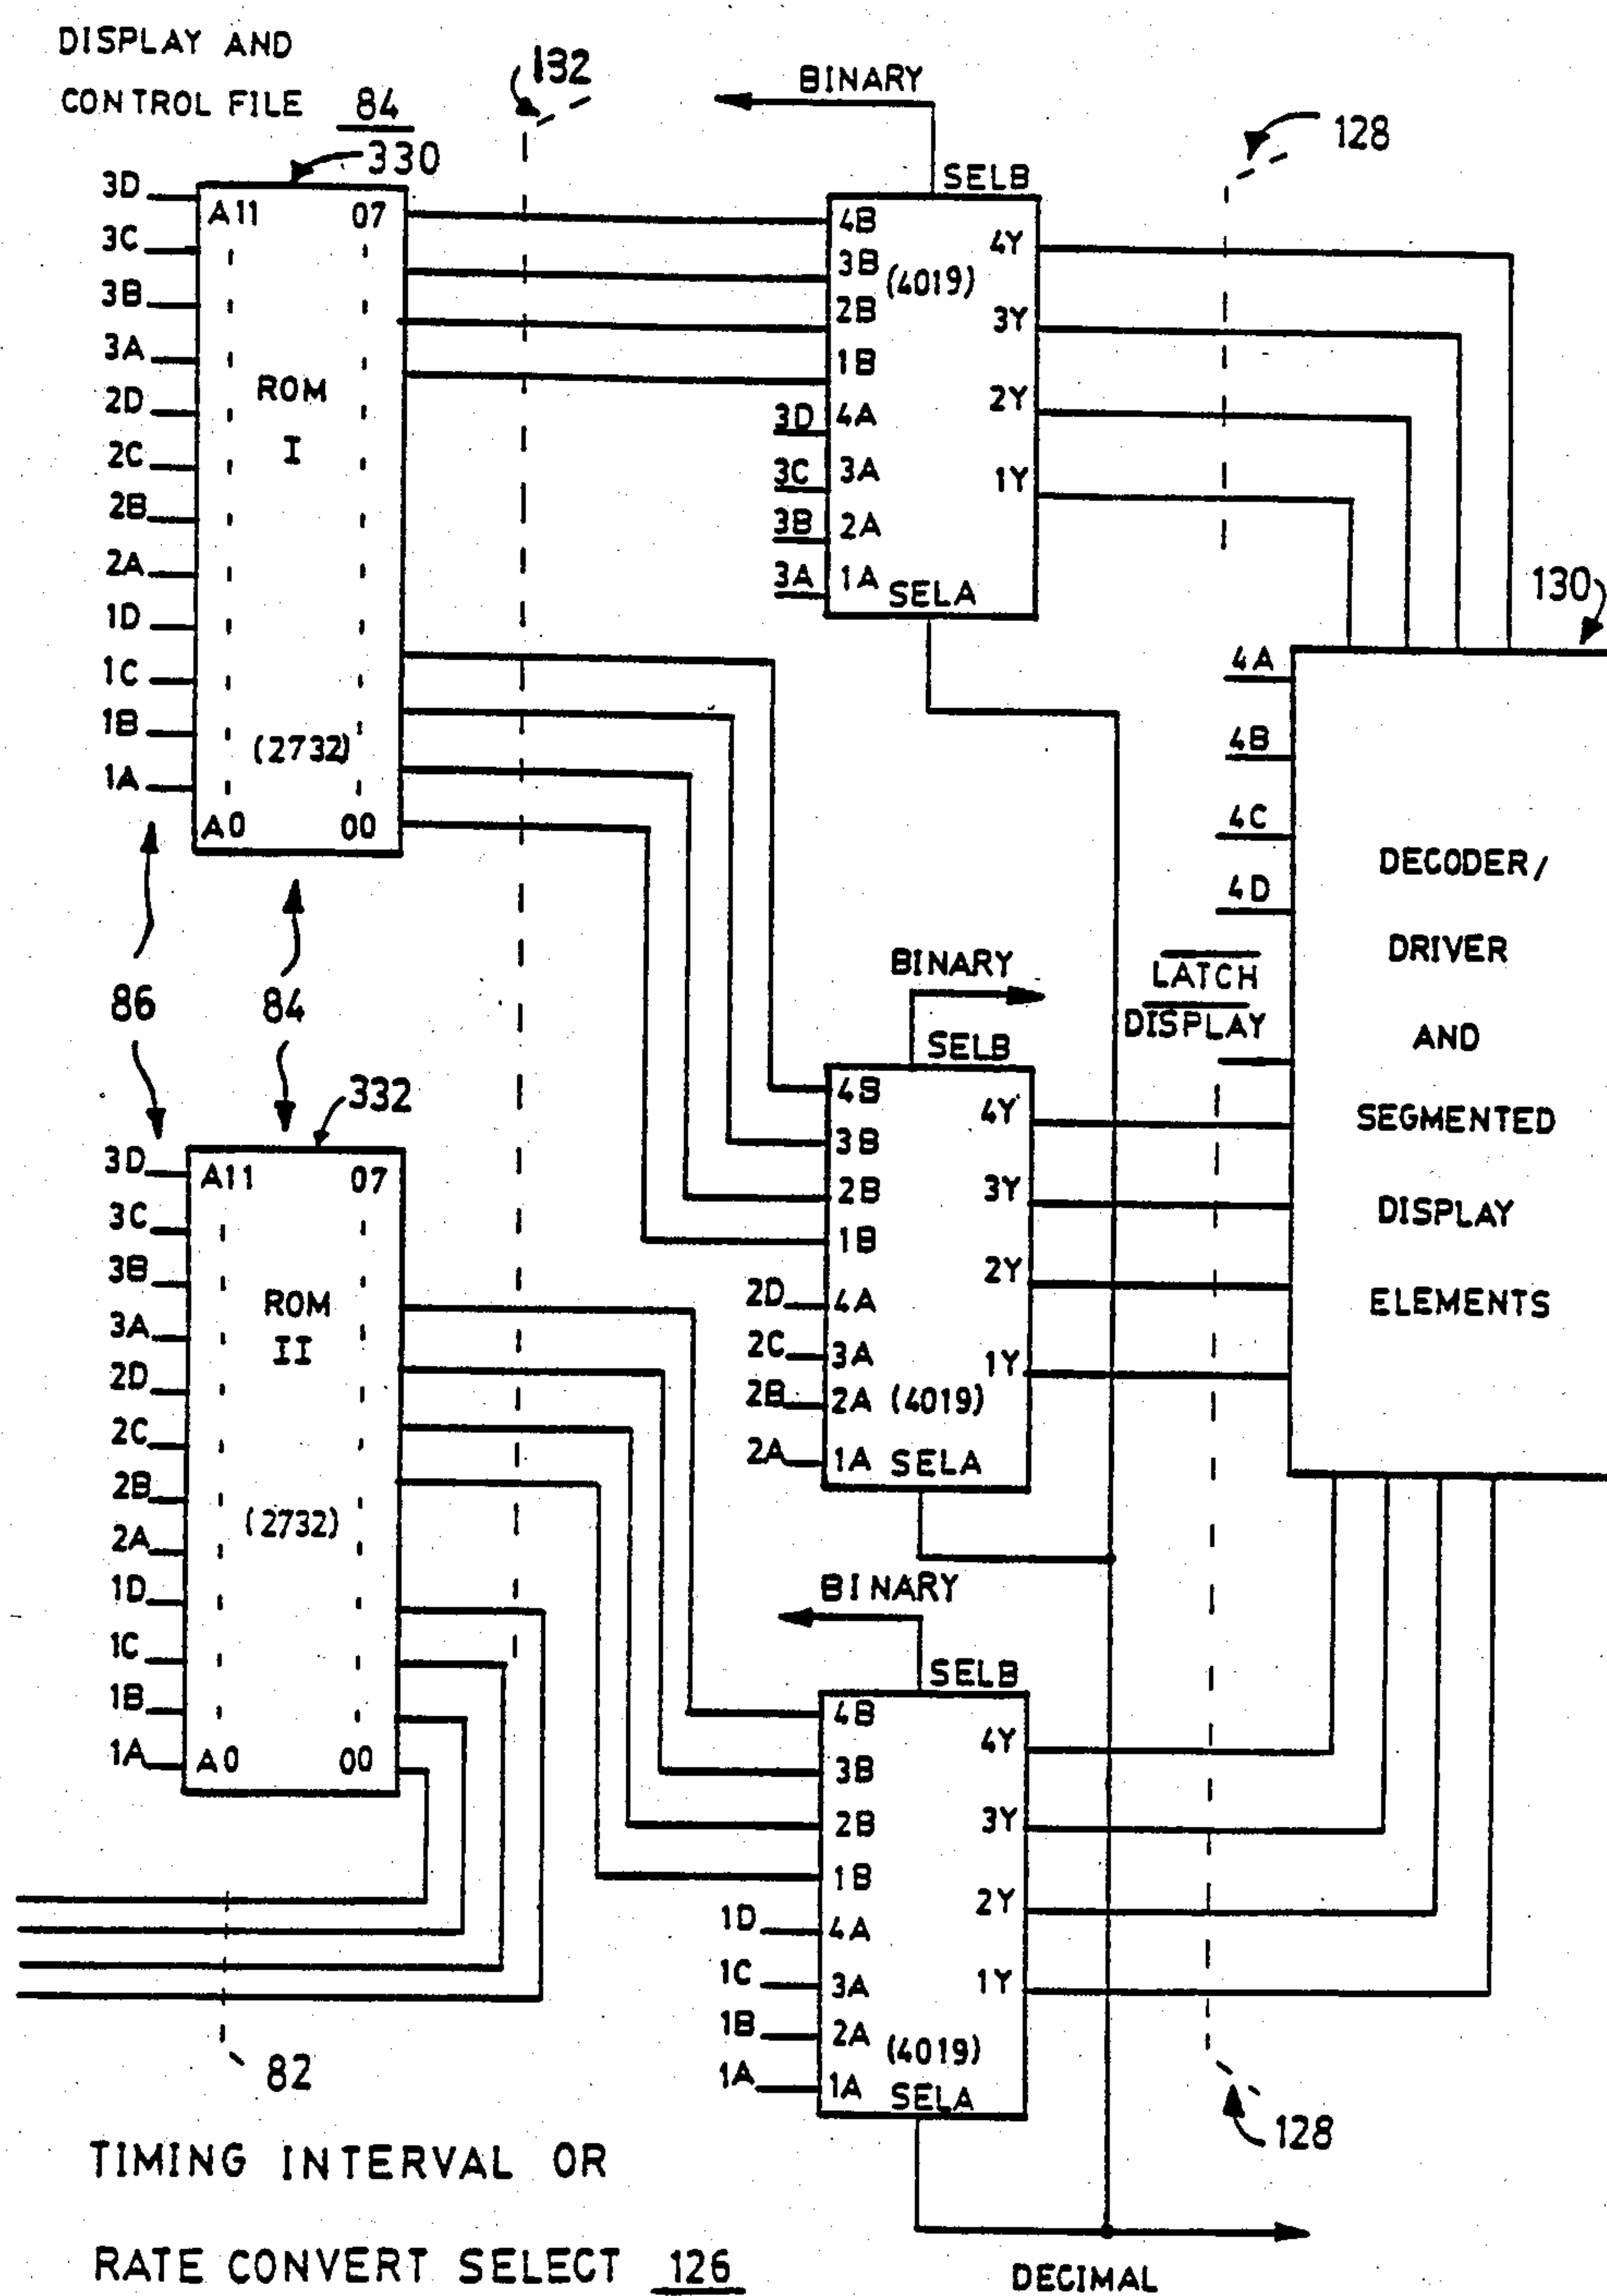 DISPLAY AND
CONTROL FILE 84
132
BINARY
128
330
3D
3C
3B
3A
2D
2C
2B
2A
1D
1C
1B
1A
A11 07
ROM
I
(2732)
A0 00
SELB
4B
3B
2B
1B
4A
3A
2A
1A
(4019)
4Y
3Y
2Y
1Y
3D
3C
3B
3A
SELA
130
4A
4B
4C
4D
LATCH
DISPLAY
DECODER/
DRIVER
AND
SEGMENTED
DISPLAY
ELEMENTS
86
84
332
3D
3C
3B
3A
2D
2C
2B
2A
1D
1C
1B
1A
A11 07
ROM
II
(2732)
A0 00
BINARY
SELB
4B
3B
2B
1B
2D 4A
2C 3A
2B 2A (4019)
2A 1A SELA
4Y
3Y
2Y
1Y
BINARY
SELB
4B
3B
2B
1B
1D 4A
1C 3A
1B 2A (4019)
1A 1A SELA
4Y
3Y
2Y
1Y
82
128
TIMING INTERVAL OR
RATE CONVERT SELECT 126
DECIMAL